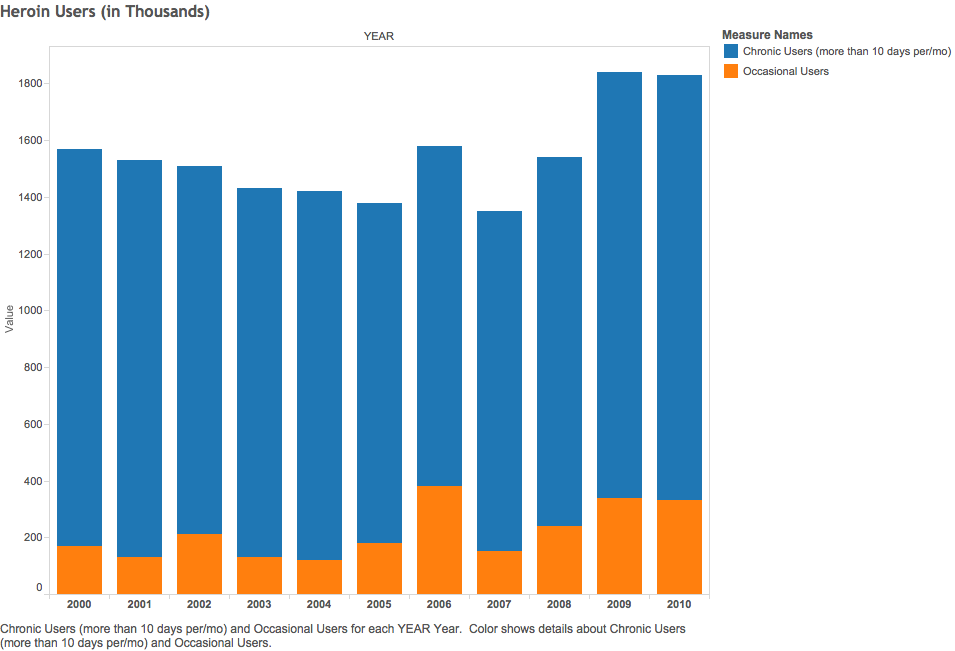 Heroin Users (in Thousands)
YEAR
Measure Names
Chronic Users (more than 10 days per/mo)
Occasional Users
1800
1600
1400
1200
1000
800
600
400
200
0
Value
2000 2001 2002 2003 2004 2005 2006 2007 2008 2009 2010
Chronic Users (more than 10 days per/mo) and Occasional Users for each YEAR Year.  Color shows details about Chronic Users
(more than 10 days per/mo) and Occasional Users.